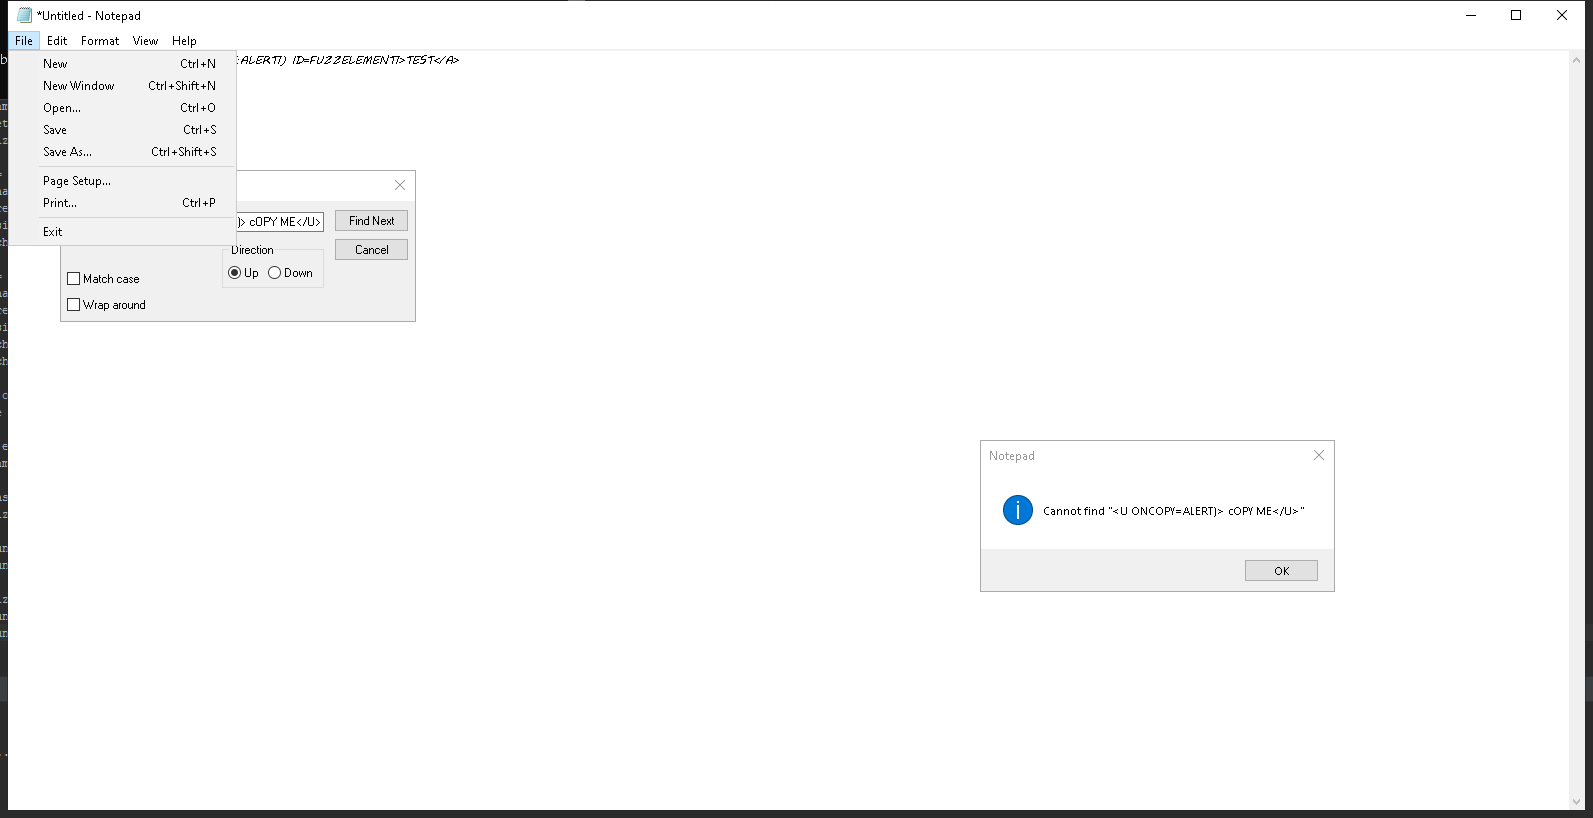 *Untitled - Notepad
File Edit Format View Help
ALERT1) ID=FUZZELEMENT1>TEST</A>
New Ctrl+N
New Window Ctrl+Shift+N
Open... Ctrl+O
Save Ctrl+S
Save As... Ctrl+Shift+S
Page Setup...
Print... Ctrl+P
Exit
)> cOPY ME</U> Find Next
Direction Cancel
Up Down
Match case
Wrap around
Notepad
Cannot find "<U ONCOPY=ALERT)> cOPY ME</U>"
OK